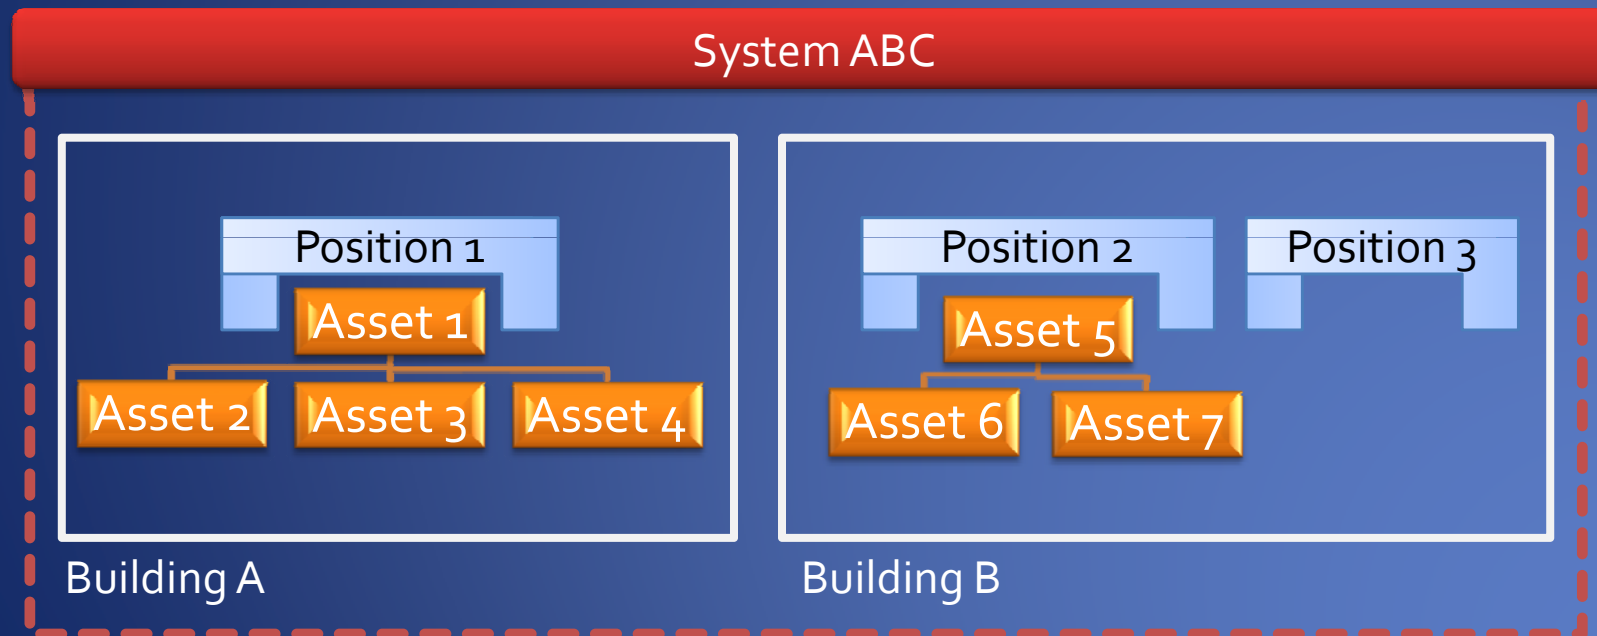 System ABC
Position 1
Position 2
Position 3
Asset 1
Asset 5
Asset 2
Asset 3
Asset 4
Asset 6
Asset 7
Building A
Building B